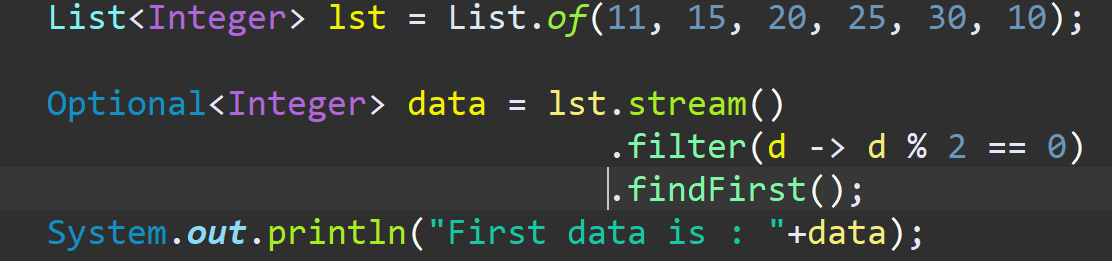 List<Integer> lst = List.of(11, 15, 20, 25, 30, 10);
Optional<Integer> data = lst.stream()
.filter(d -> d % 2 == 0)
.findFirst();
System.out.println("First data is : "+data);